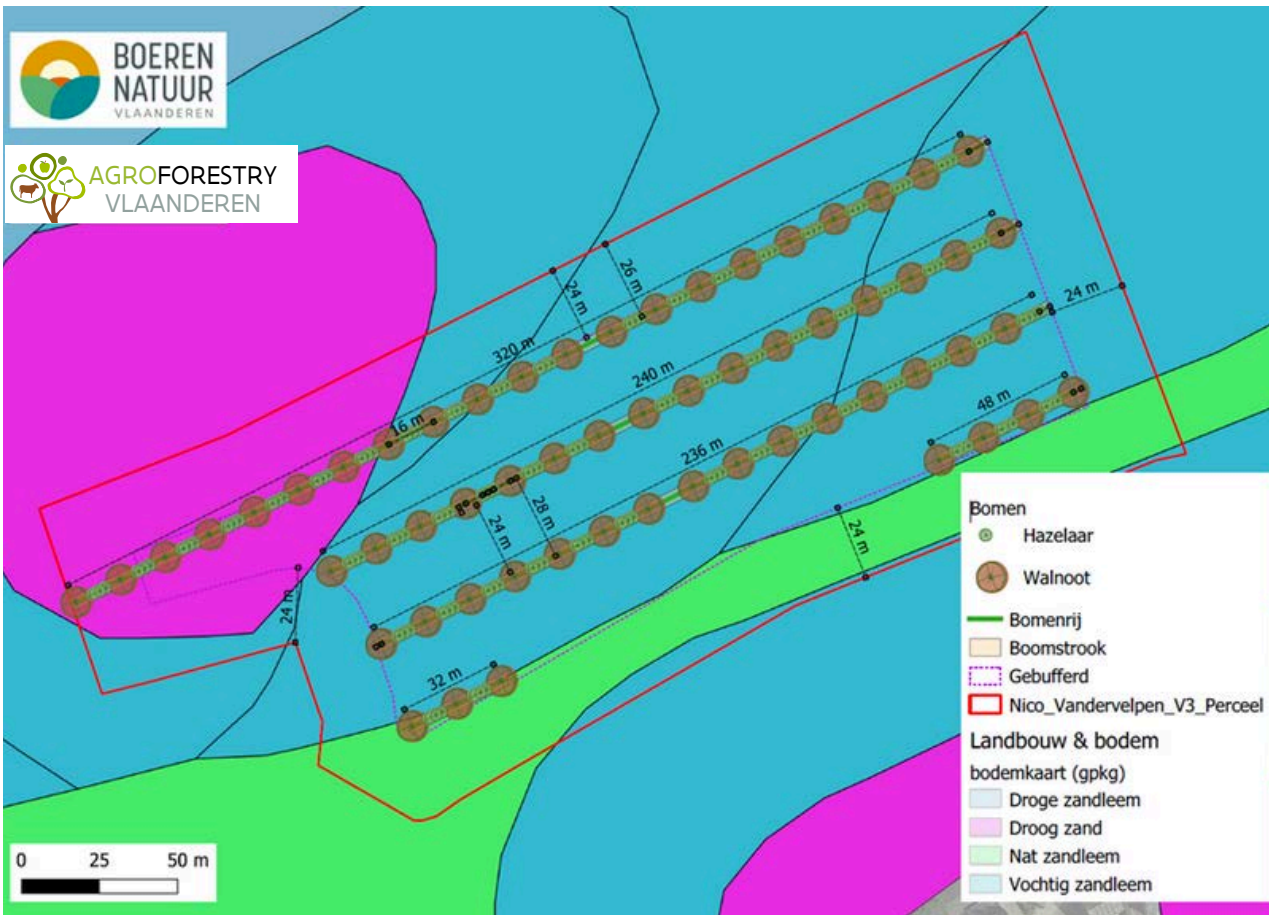 BOEREN
NATUUR
VLAANDEREN
AGROFORESTRY
VLAANDEREN
26 m
24 m
320 m
24 m
240 m
16 m
48 m
236 m
28 m
24 m
24 m
24 m
32 m
Bomen
Hazelaar
Walnoot
Bomenrij
Boomstrook
Gebufferd
Nico_Vandervelpen_V3_Perceel
Landbouw & bodem
bodemkaart (gpkg)
Droge zandleem
Droog zand
Nat zandleem
Vochtig zandleem
0 25 50 m